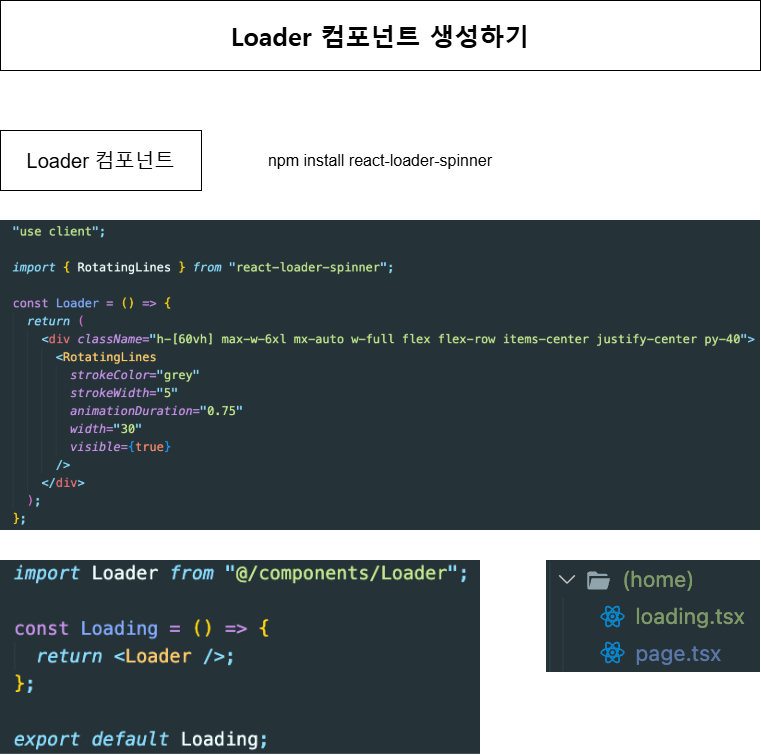 Loader 컴포넌트 생성하기
Loader 컴포넌트
npm install react-loader-spinner
"use client";
import { RotatingLines } from "react-loader-spinner";
const Loader = () => {
return (
<div className="h-[60vh] max-w-6xl mx-auto w-full flex flex-row items-center justify-center py-40">
<RotatingLines
strokeColor="grey"
strokeWidth="5"
animationDuration="0.75"
width="30"
visible={true}
/>
</div>
);
};
import Loader from "@/components/Loader";
const Loading = () => {
return <Loader />;
};
export default Loading;
(home)
loading.tsx
page.tsx